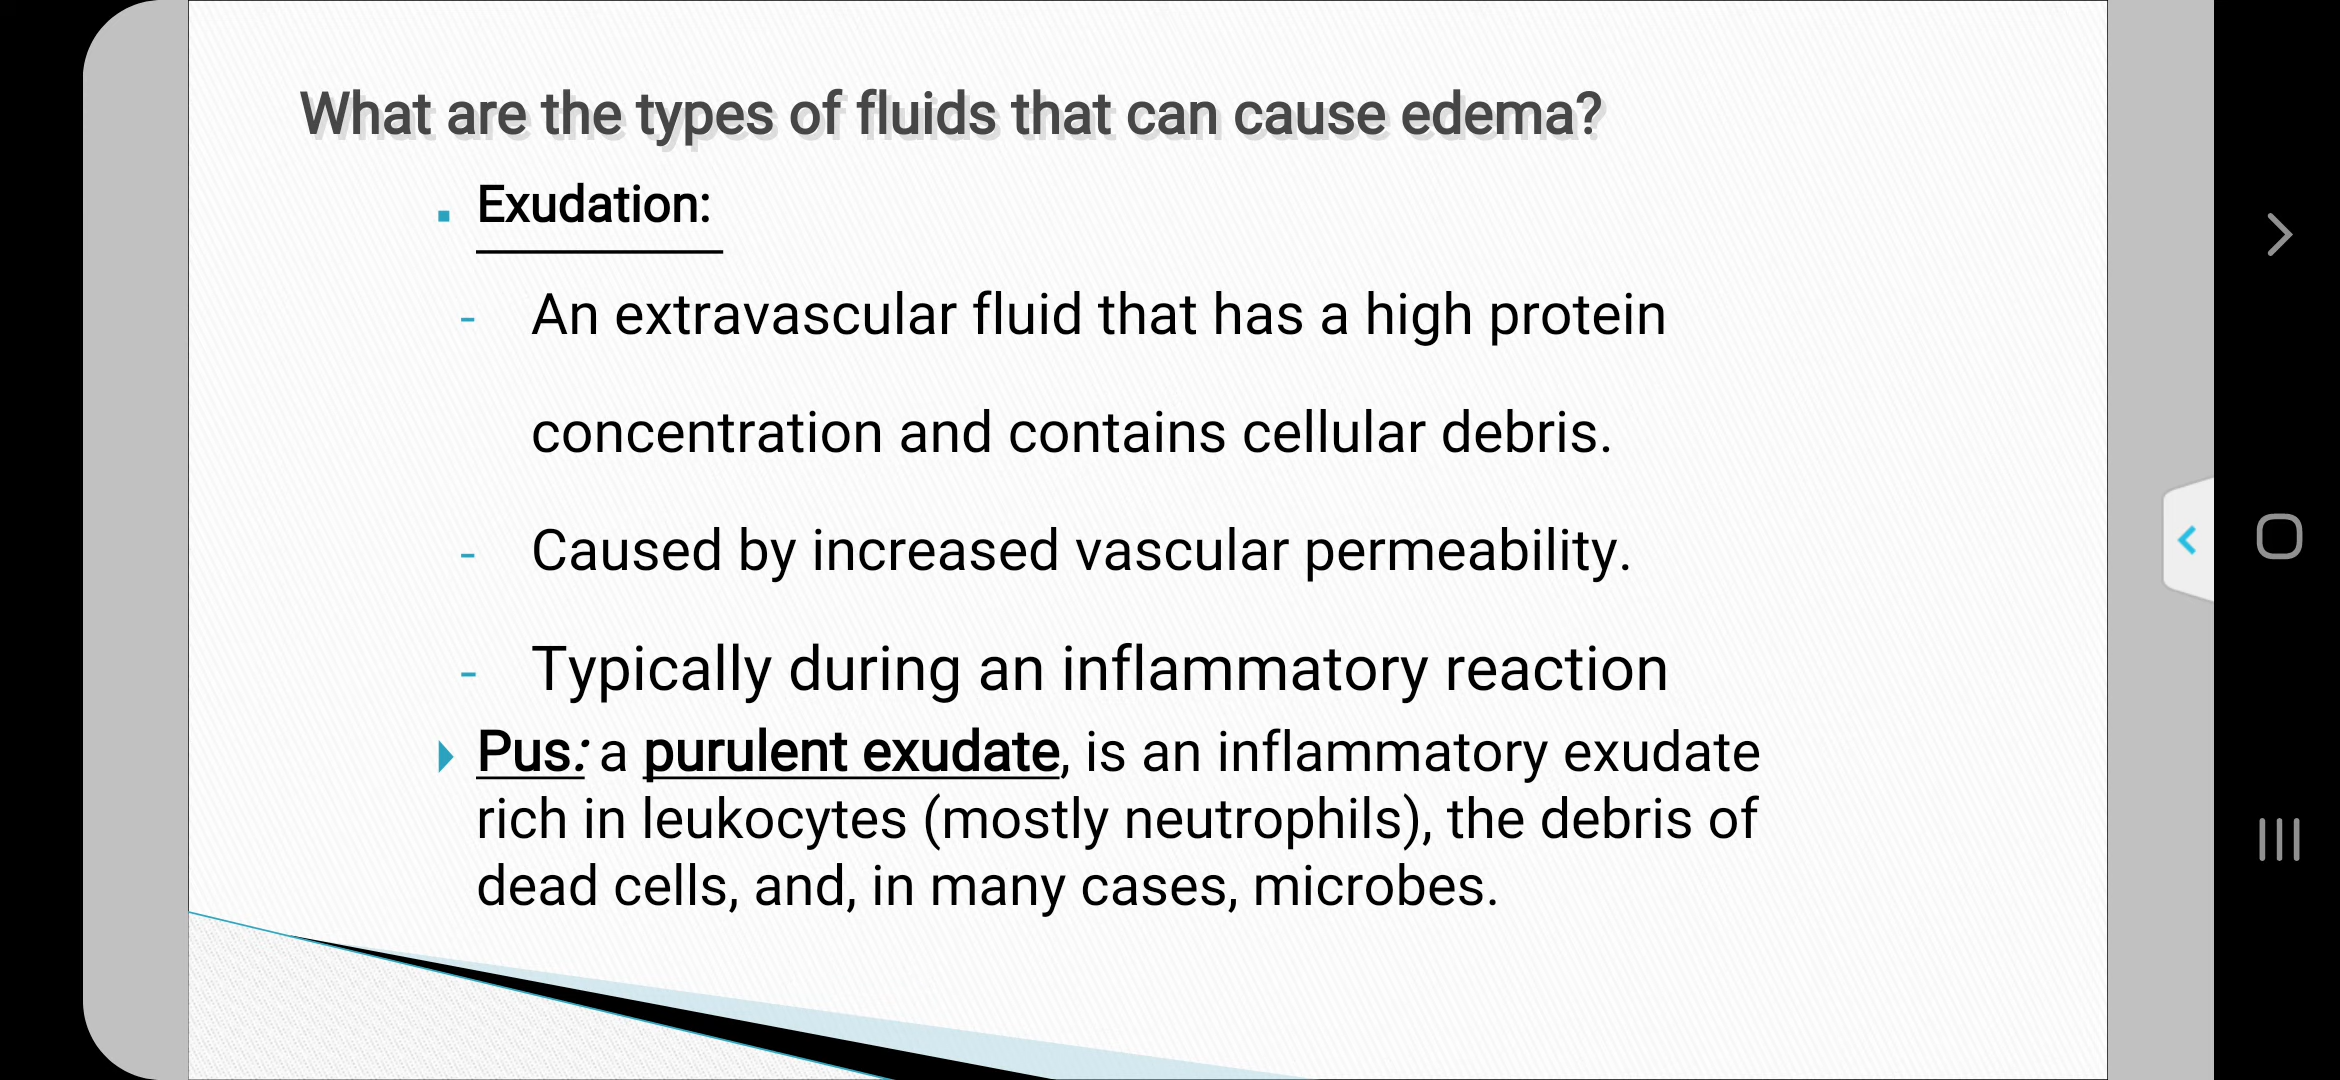 What are the types of fluids that can cause edema?
▪ Exudation:
- An extravascular fluid that has a high protein
concentration and contains cellular debris.
- Caused by increased vascular permeability.
- Typically during an inflammatory reaction
Pus: a purulent exudate, is an inflammatory exudate
rich in leukocytes (mostly neutrophils), the debris of
dead cells, and, in many cases, microbes.